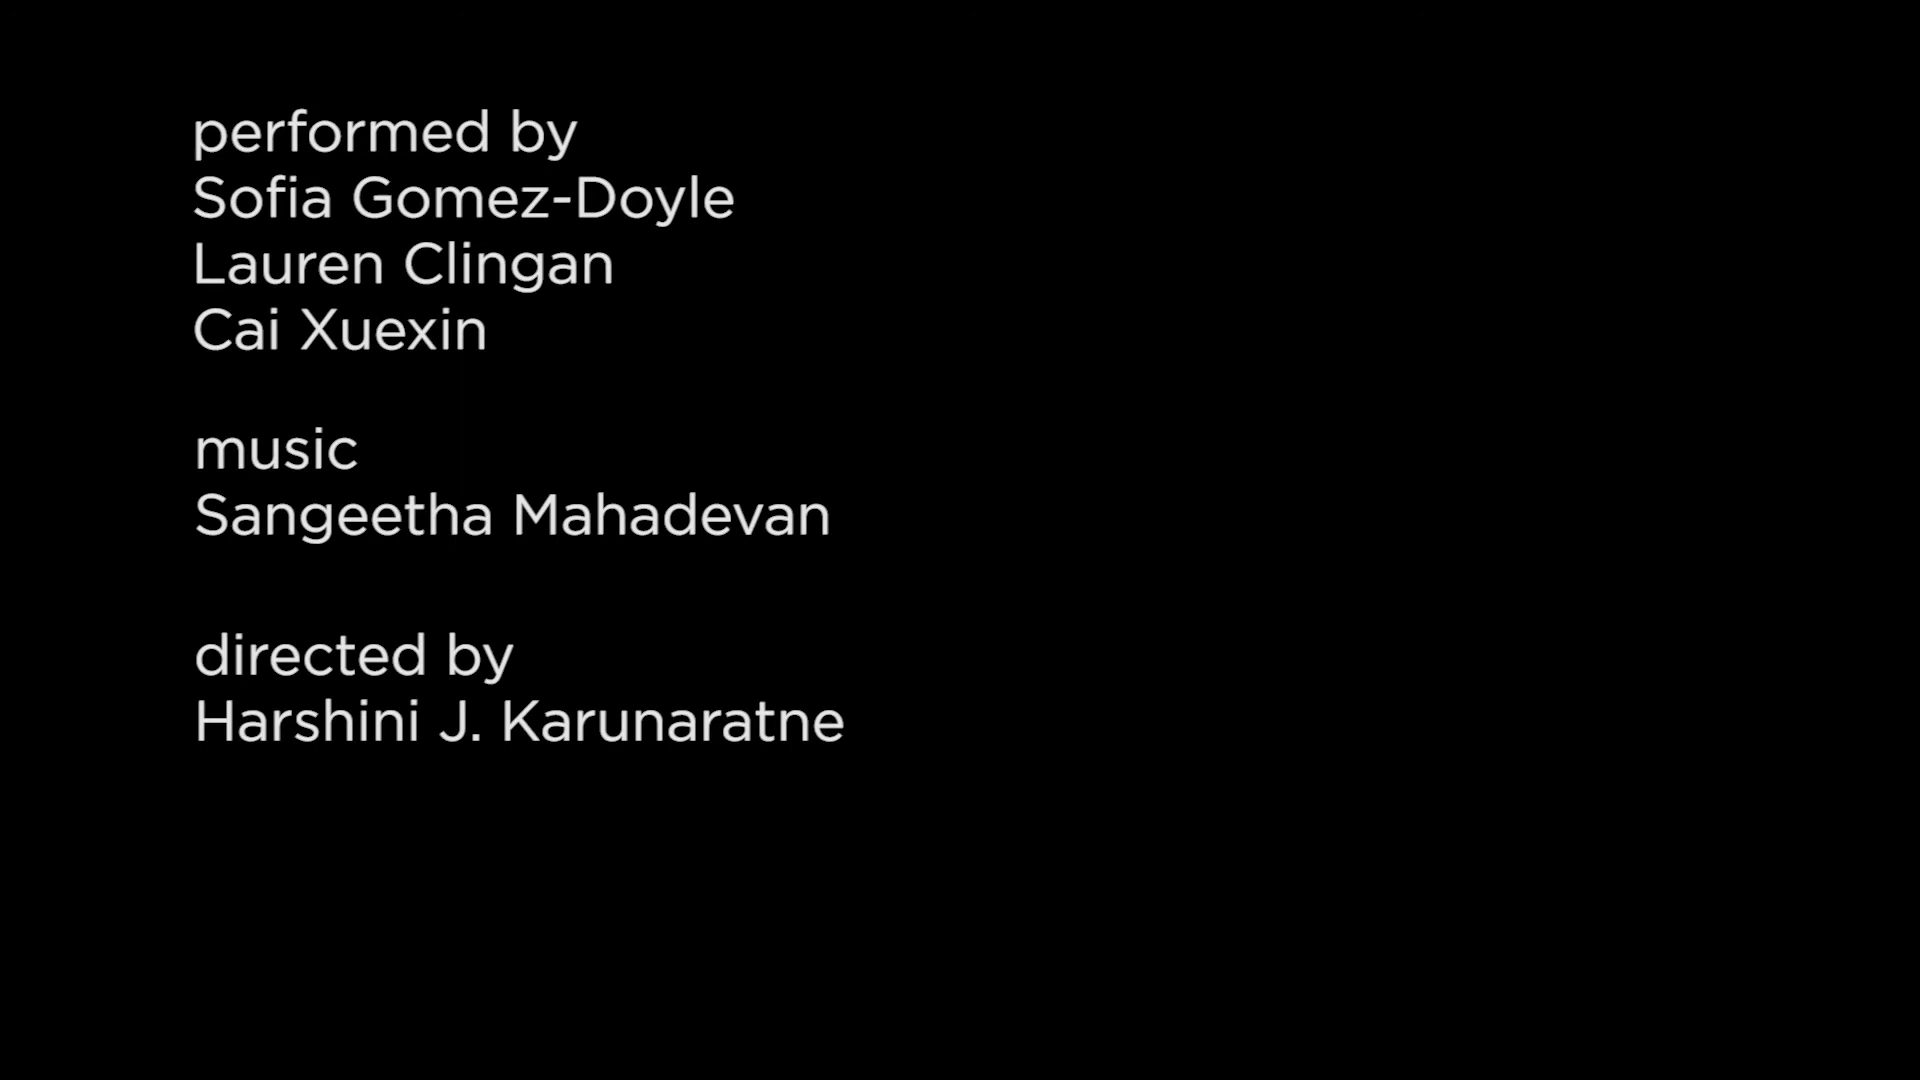 performed by
Sofia Gomez-Doyle
Lauren Clingan
Cai Xuexin
music
Sangeetha Mahadevan
directed by
Harshini J. Karunaratne